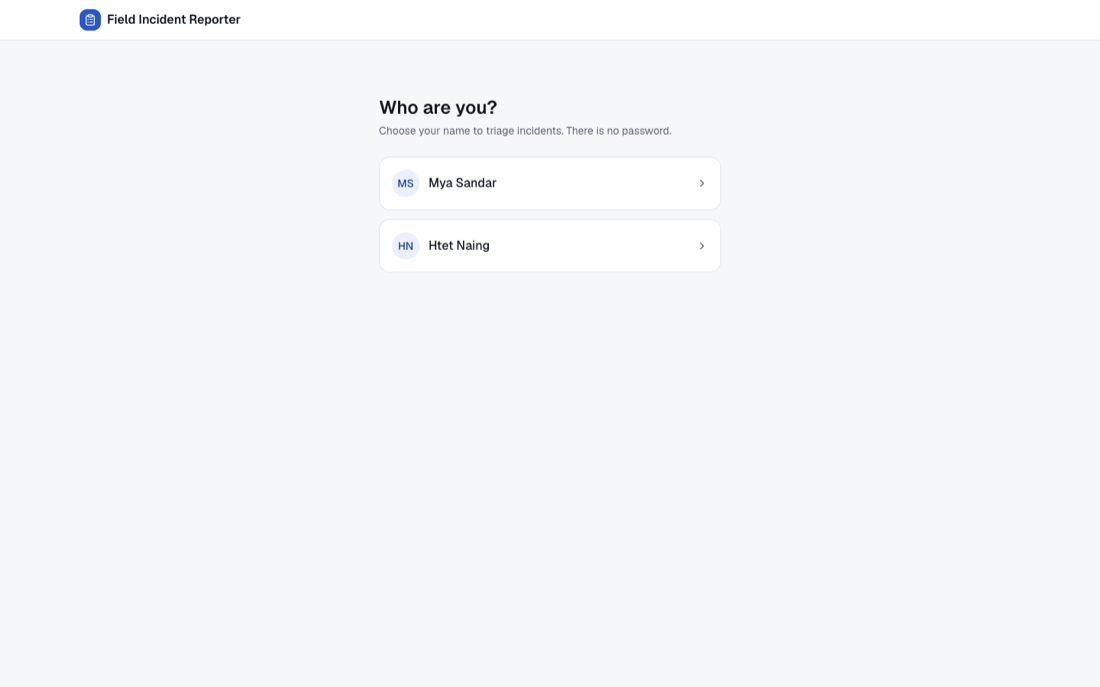 Field Incident Reporter
Who are you?
Choose your name to triage incidents. There is no password.
MS Mya Sandar
HN Htet Naing